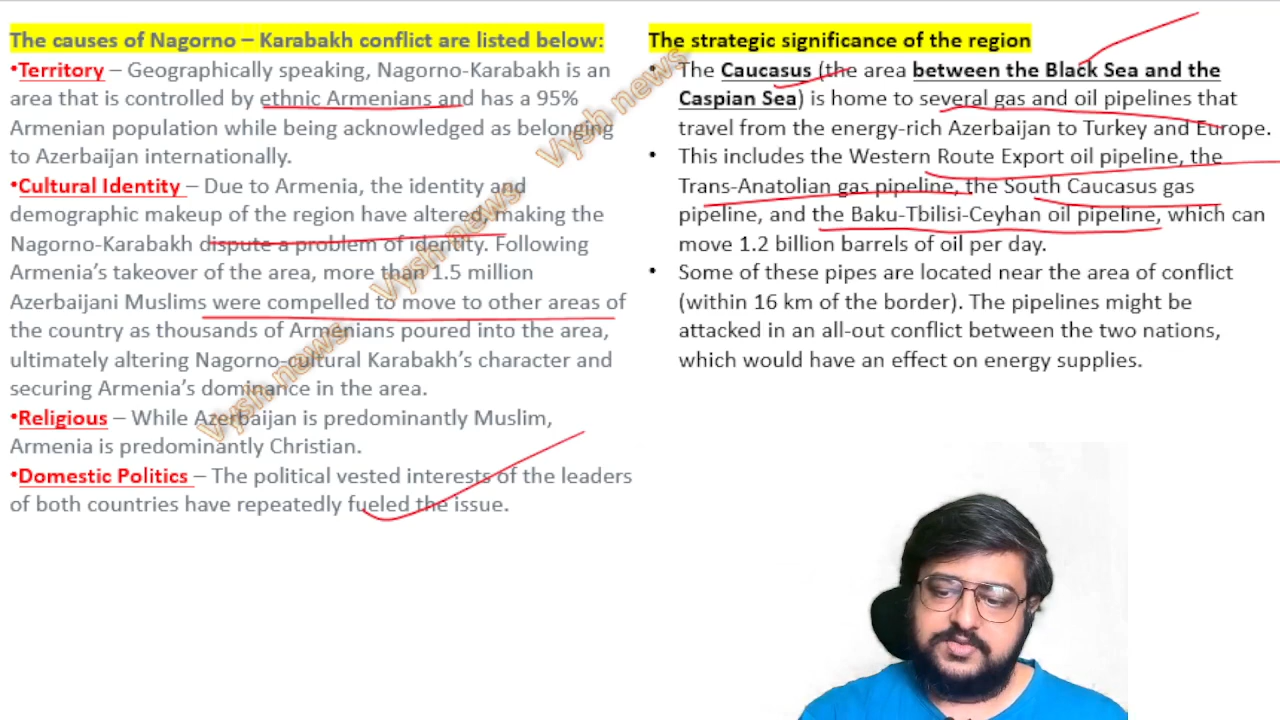 The causes of Nagorno – Karabakh conflict are listed below:
•Territory – Geographically speaking, Nagorno-Karabakh is an
area that is controlled by ethnic Armenians and has a 95%
Armenian population while being acknowledged as belonging
to Azerbaijan internationally.
•Cultural Identity – Due to Armenia, the identity and
demographic makeup of the region have altered, making the
Nagorno-Karabakh dispute a problem of identity. Following
Armenia’s takeover of the area, more than 1.5 million
Azerbaijani Muslims were compelled to move to other areas of
the country as thousands of Armenians poured into the area,
ultimately altering Nagorno-cultural Karabakh’s character and
securing Armenia’s dominance in the area.
•Religious – While Azerbaijan is predominantly Muslim,
Armenia is predominantly Christian.
•Domestic Politics – The political vested interests of the leaders
of both countries have repeatedly fueled the issue.
The strategic significance of the region
• The Caucasus (the area between the Black Sea and the
Caspian Sea) is home to several gas and oil pipelines that
travel from the energy-rich Azerbaijan to Turkey and Europe.
• This includes the Western Route Export oil pipeline, the
Trans-Anatolian gas pipeline, the South Caucasus gas
pipeline, and the Baku-Tbilisi-Ceyhan oil pipeline, which can
move 1.2 billion barrels of oil per day.
• Some of these pipes are located near the area of conflict
(within 16 km of the border). The pipelines might be
attacked in an all-out conflict between the two nations,
which would have an effect on energy supplies.
Vysh news
Vysh news
Vysh news